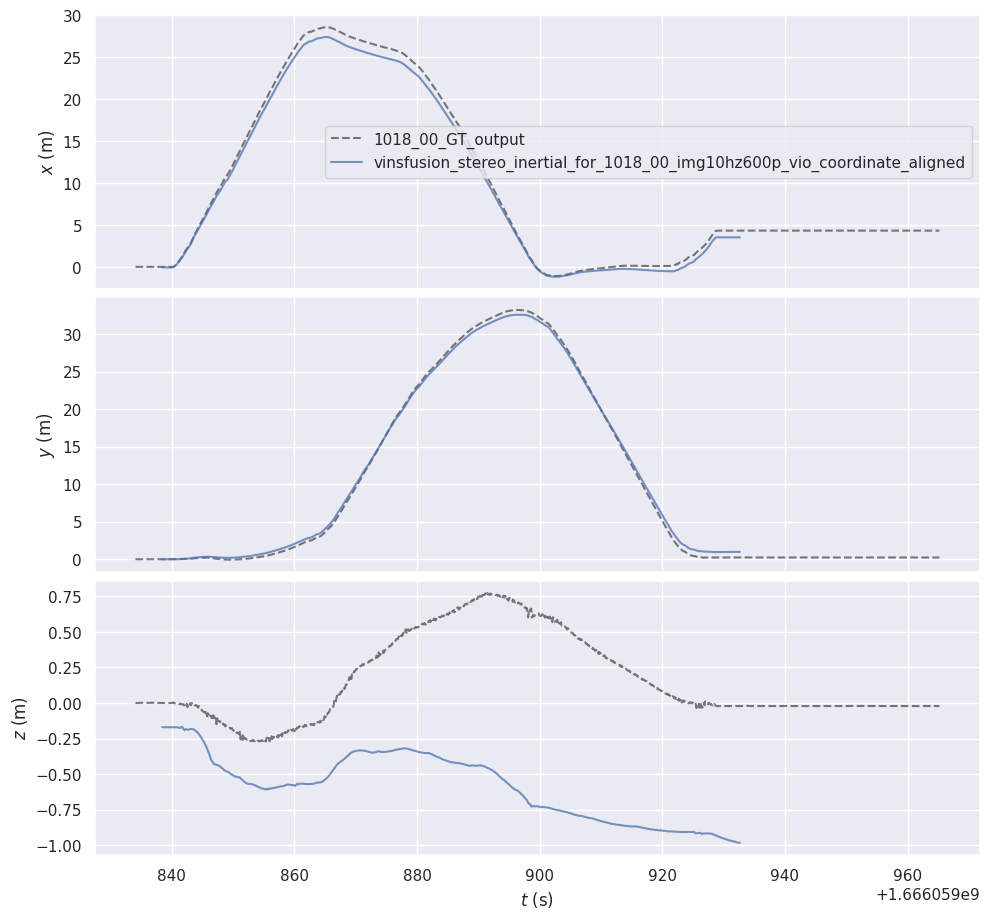 30
25
20
15
10
5
0
x (m)
1018_00_GT_output
vinsfusion_stereo_inertial_for_1018_00_img10hz600p_vio_coordinate_aligned
30
25
20
15
10
5
0
y (m)
0.75
0.50
0.25
0.00
−0.25
−0.50
−0.75
−1.00
z (m)
840 860 880 900 920 940 960
t (s)
+1.666059e9